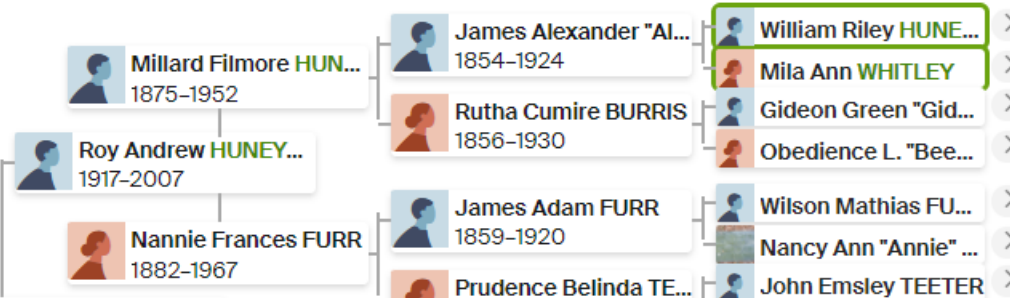 James Alexander "Al...
1854–1924
William Riley HUNE...
Mila Ann WHITLEY
Millard Filmore HUN...
1875–1952
Rutha Cumire BURRIS
1856–1930
Gideon Green "Gid...
Obedience L. "Bee...
Roy Andrew HUNEY...
1917–2007
James Adam FURR
1859–1920
Wilson Mathias FU...
Nancy Ann "Annie" ...
Nannie Frances FURR
1882–1967
Prudence Belinda TE...
John Emsley TEETER